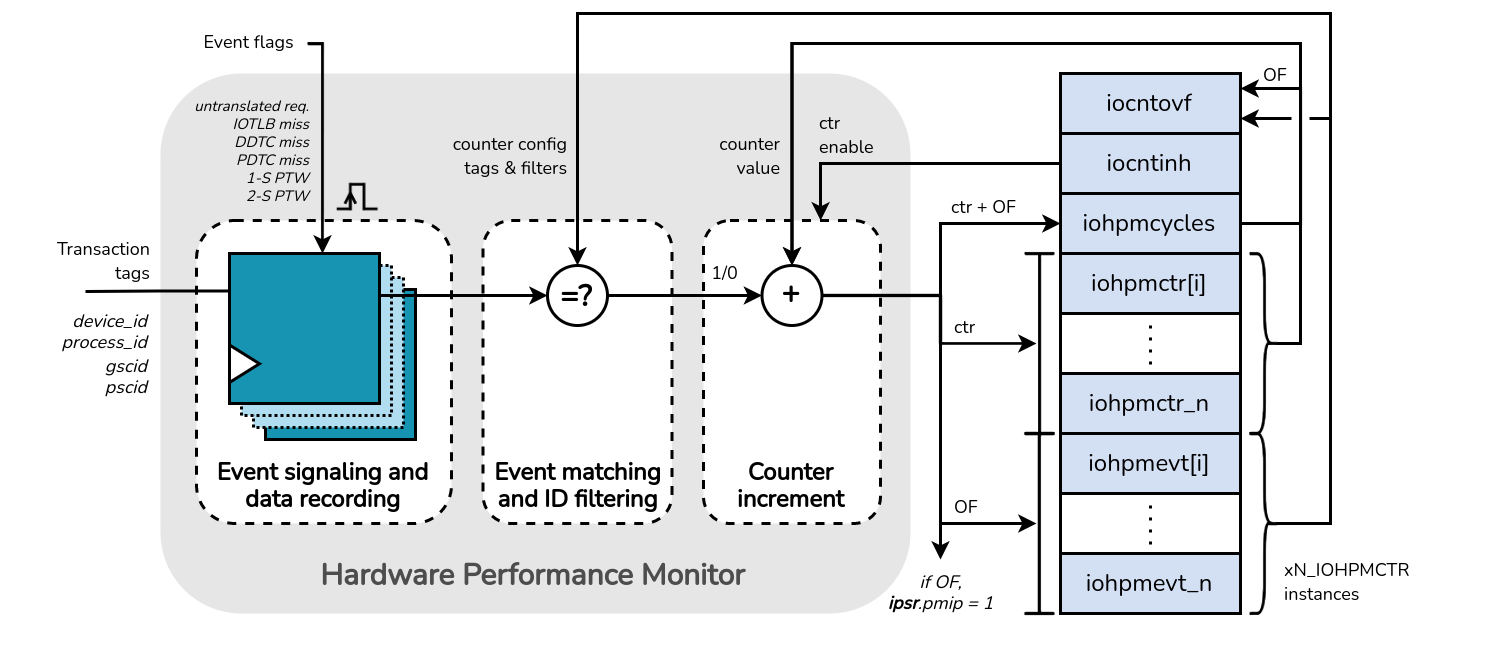 Event flags
untranslated req.
IOTLB miss
DDTC miss
PDTC miss
1-S PTW
2-S PTW
Transaction
tags
device_id
process_id
gscid
pscid
Event signaling and
data recording
counter config
tags & filters
=?
Event matching
and ID filtering
counter
value
ctr
enable
1/0
+
Counter
increment
Hardware Performance Monitor
ctr + OF
ctr
OF
if OF,
ipsr.pmip = 1
OF
iocntovf
iocntinh
iohpmcycles
iohpmctr[i]
iohpmctr_n
iohpmevt[i]
iohpmevt_n
xN_IOHPMCTR
instances